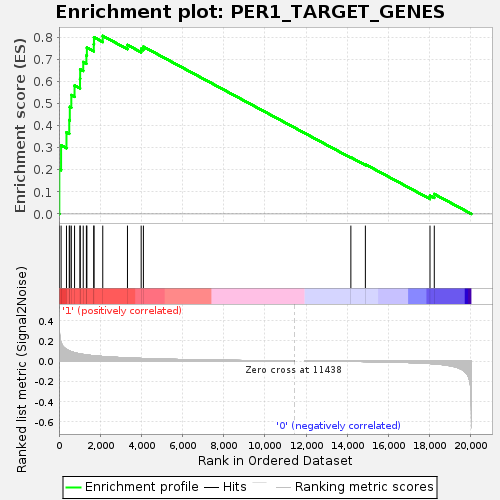 Enrichment plot: PER1_TARGET_GENES
Enrichment score (ES)
0.8
0.7
0.6
0.5
0.4
0.3
0.2
0.1
0.0
'1' (positively correlated)
Ranked list metric (Signal2Noise)
0.4
0.2
0.0
-0.2
-0.4
-0.6
Zero cross at 11438
'0' (negatively correlated)
0 2,000 4,000 6,000 8,000 10,000 12,000 14,000 16,000 18,000 20,000
Rank in Ordered Dataset
Enrichment profile Hits Ranking metric scores